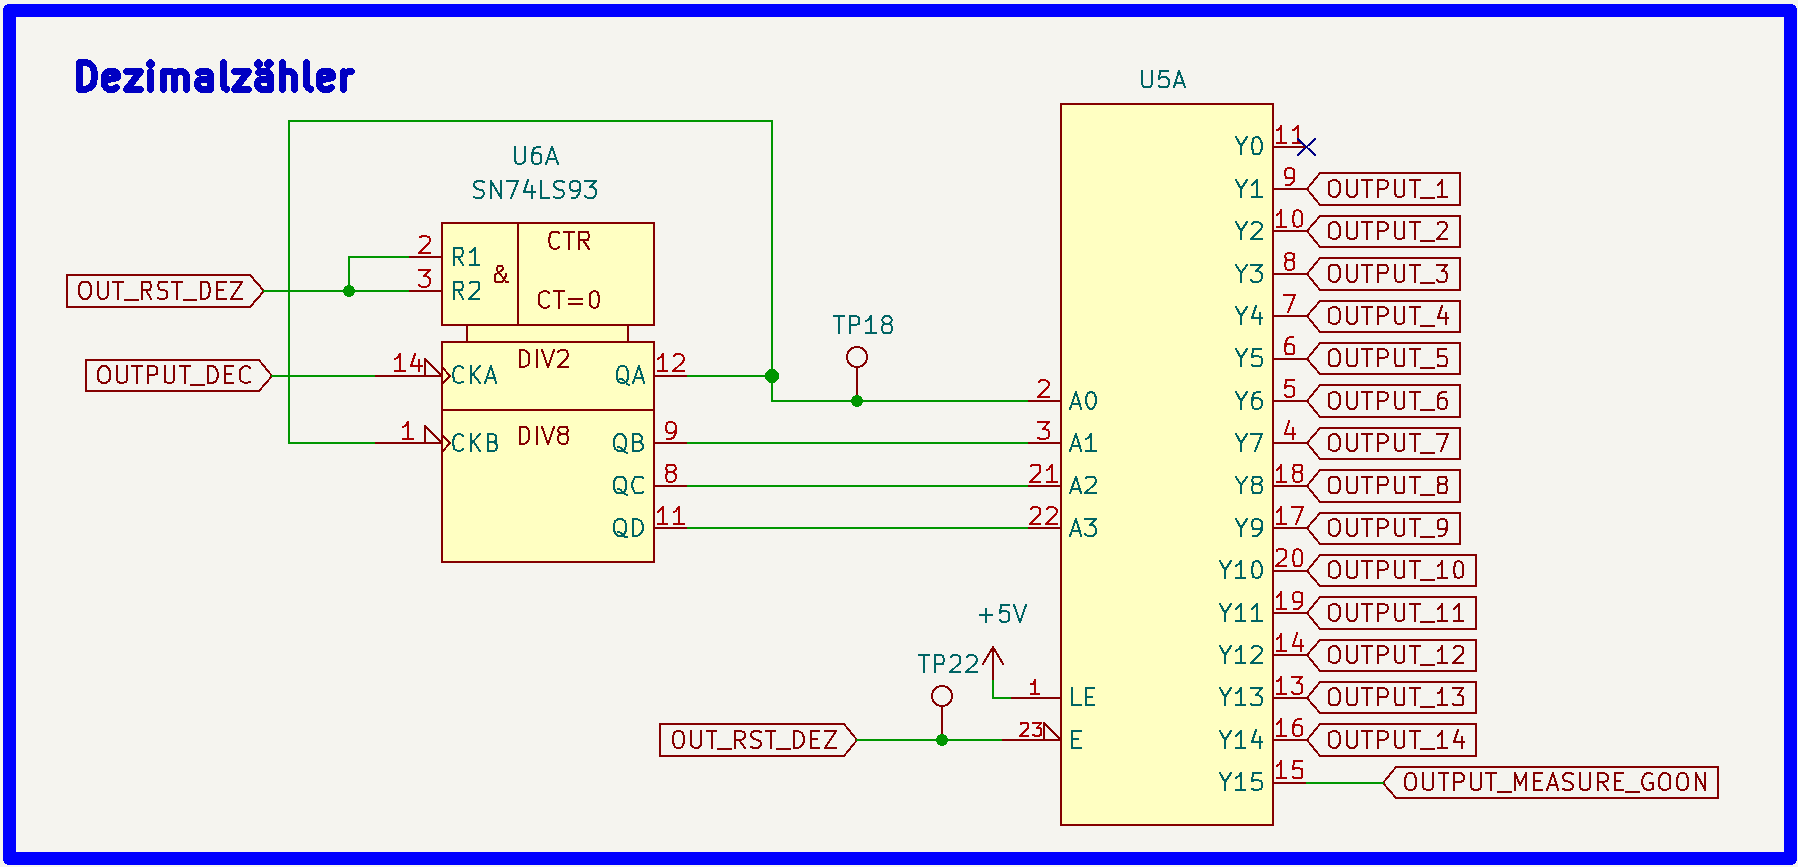 Dezimalzähler
U6A
SN74LS93
CTR
2
R1
&
3
R2
CT=0
OUT_RST_DEZ
OUTPUT_DEC
DIV2
14
CKA
QA
12
1
CKB
DIV8
QB
9
QC
8
QD
11
TP18
U5A
2
A0
3
A1
21
A2
22
A3
+5V
TP22
1
LE
OUT_RST_DEZ
23
E
Y0 11
Y1 9 OUTPUT_1
Y2 10 OUTPUT_2
Y3 8 OUTPUT_3
Y4 7 OUTPUT_4
Y5 6 OUTPUT_5
Y6 5 OUTPUT_6
Y7 4 OUTPUT_7
Y8 18 OUTPUT_8
Y9 17 OUTPUT_9
Y10 20 OUTPUT_10
Y11 19 OUTPUT_11
Y12 14 OUTPUT_12
Y13 13 OUTPUT_13
Y14 16 OUTPUT_14
Y15 15 OUTPUT_MEASURE_GOON